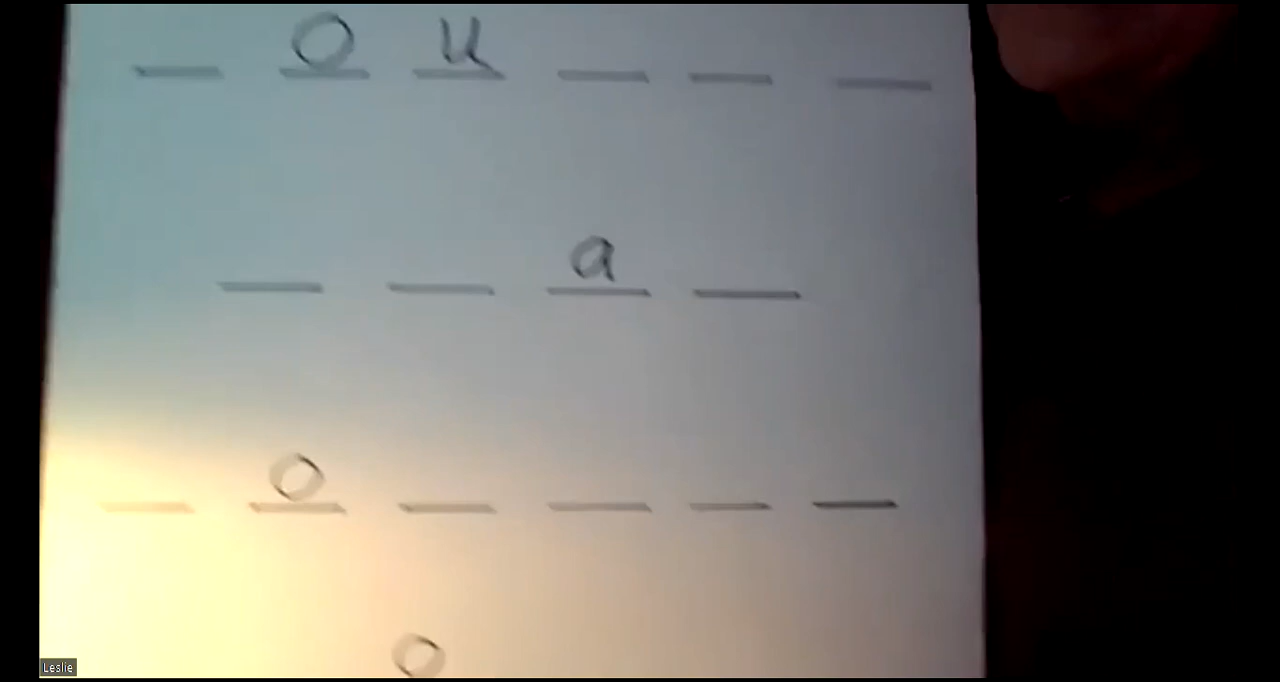 _ O u _ _ _
_ _ a _
_ O _ _ _ _
O
Leslie